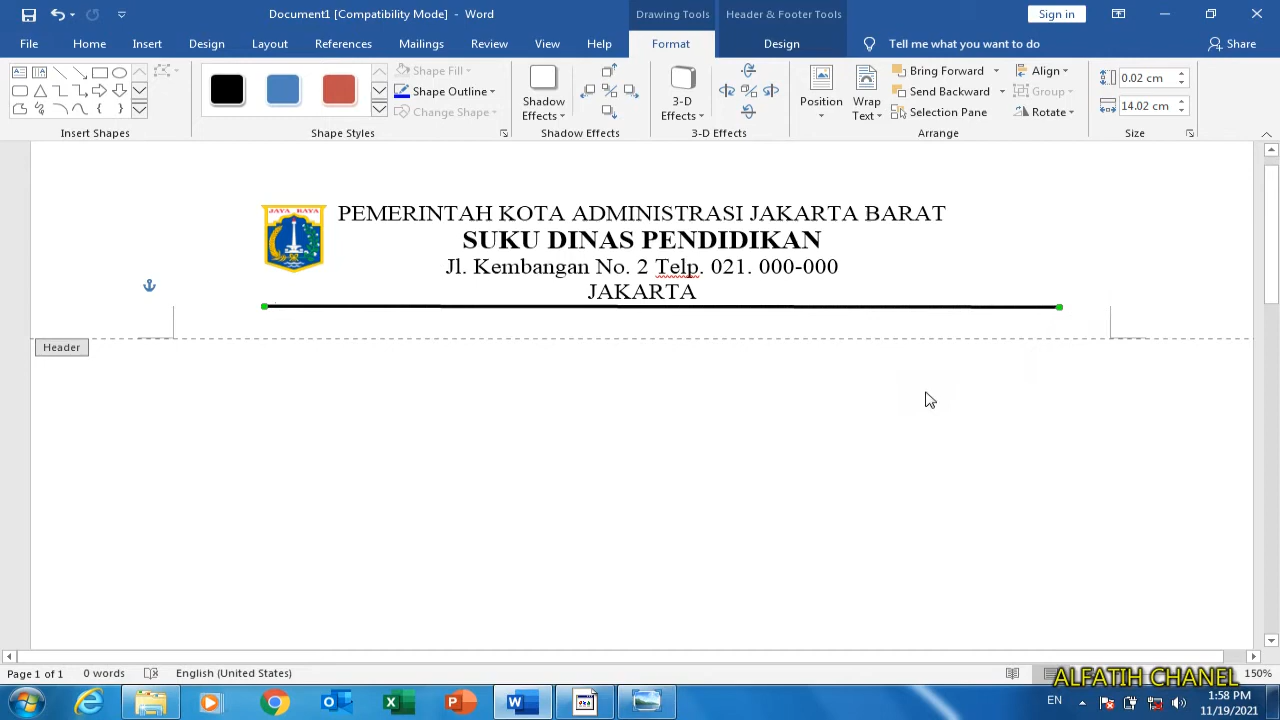 Document1 [Compatibility Mode] - Word
Drawing Tools
Header & Footer Tools
Sign in
File
Home
Insert
Design
Layout
References
Mailings
Review
View
Help
Format
Design
Tell me what you want to do
Share
Shape Fill
Shape Outline
Change Shape
Shadow
Effects
3-D
Effects
Position
Wrap
Text
Bring Forward
Send Backward
Selection Pane
Align
Group
Rotate
0.02 cm
14.02 cm
Insert Shapes
Shape Styles
Shadow Effects
3-D Effects
Arrange
Size
JAYA RAYA
PEMERINTAH KOTA ADMINISTRASI JAKARTA BARAT
SUKU DINAS PENDIDIKAN
Jl. Kembangan No. 2 Telp. 021. 000-000
JAKARTA
Header
Page 1 of 1
0 words
English (United States)
150%
ALFATIH CHANEL
EN
1:58 PM
11/19/2021